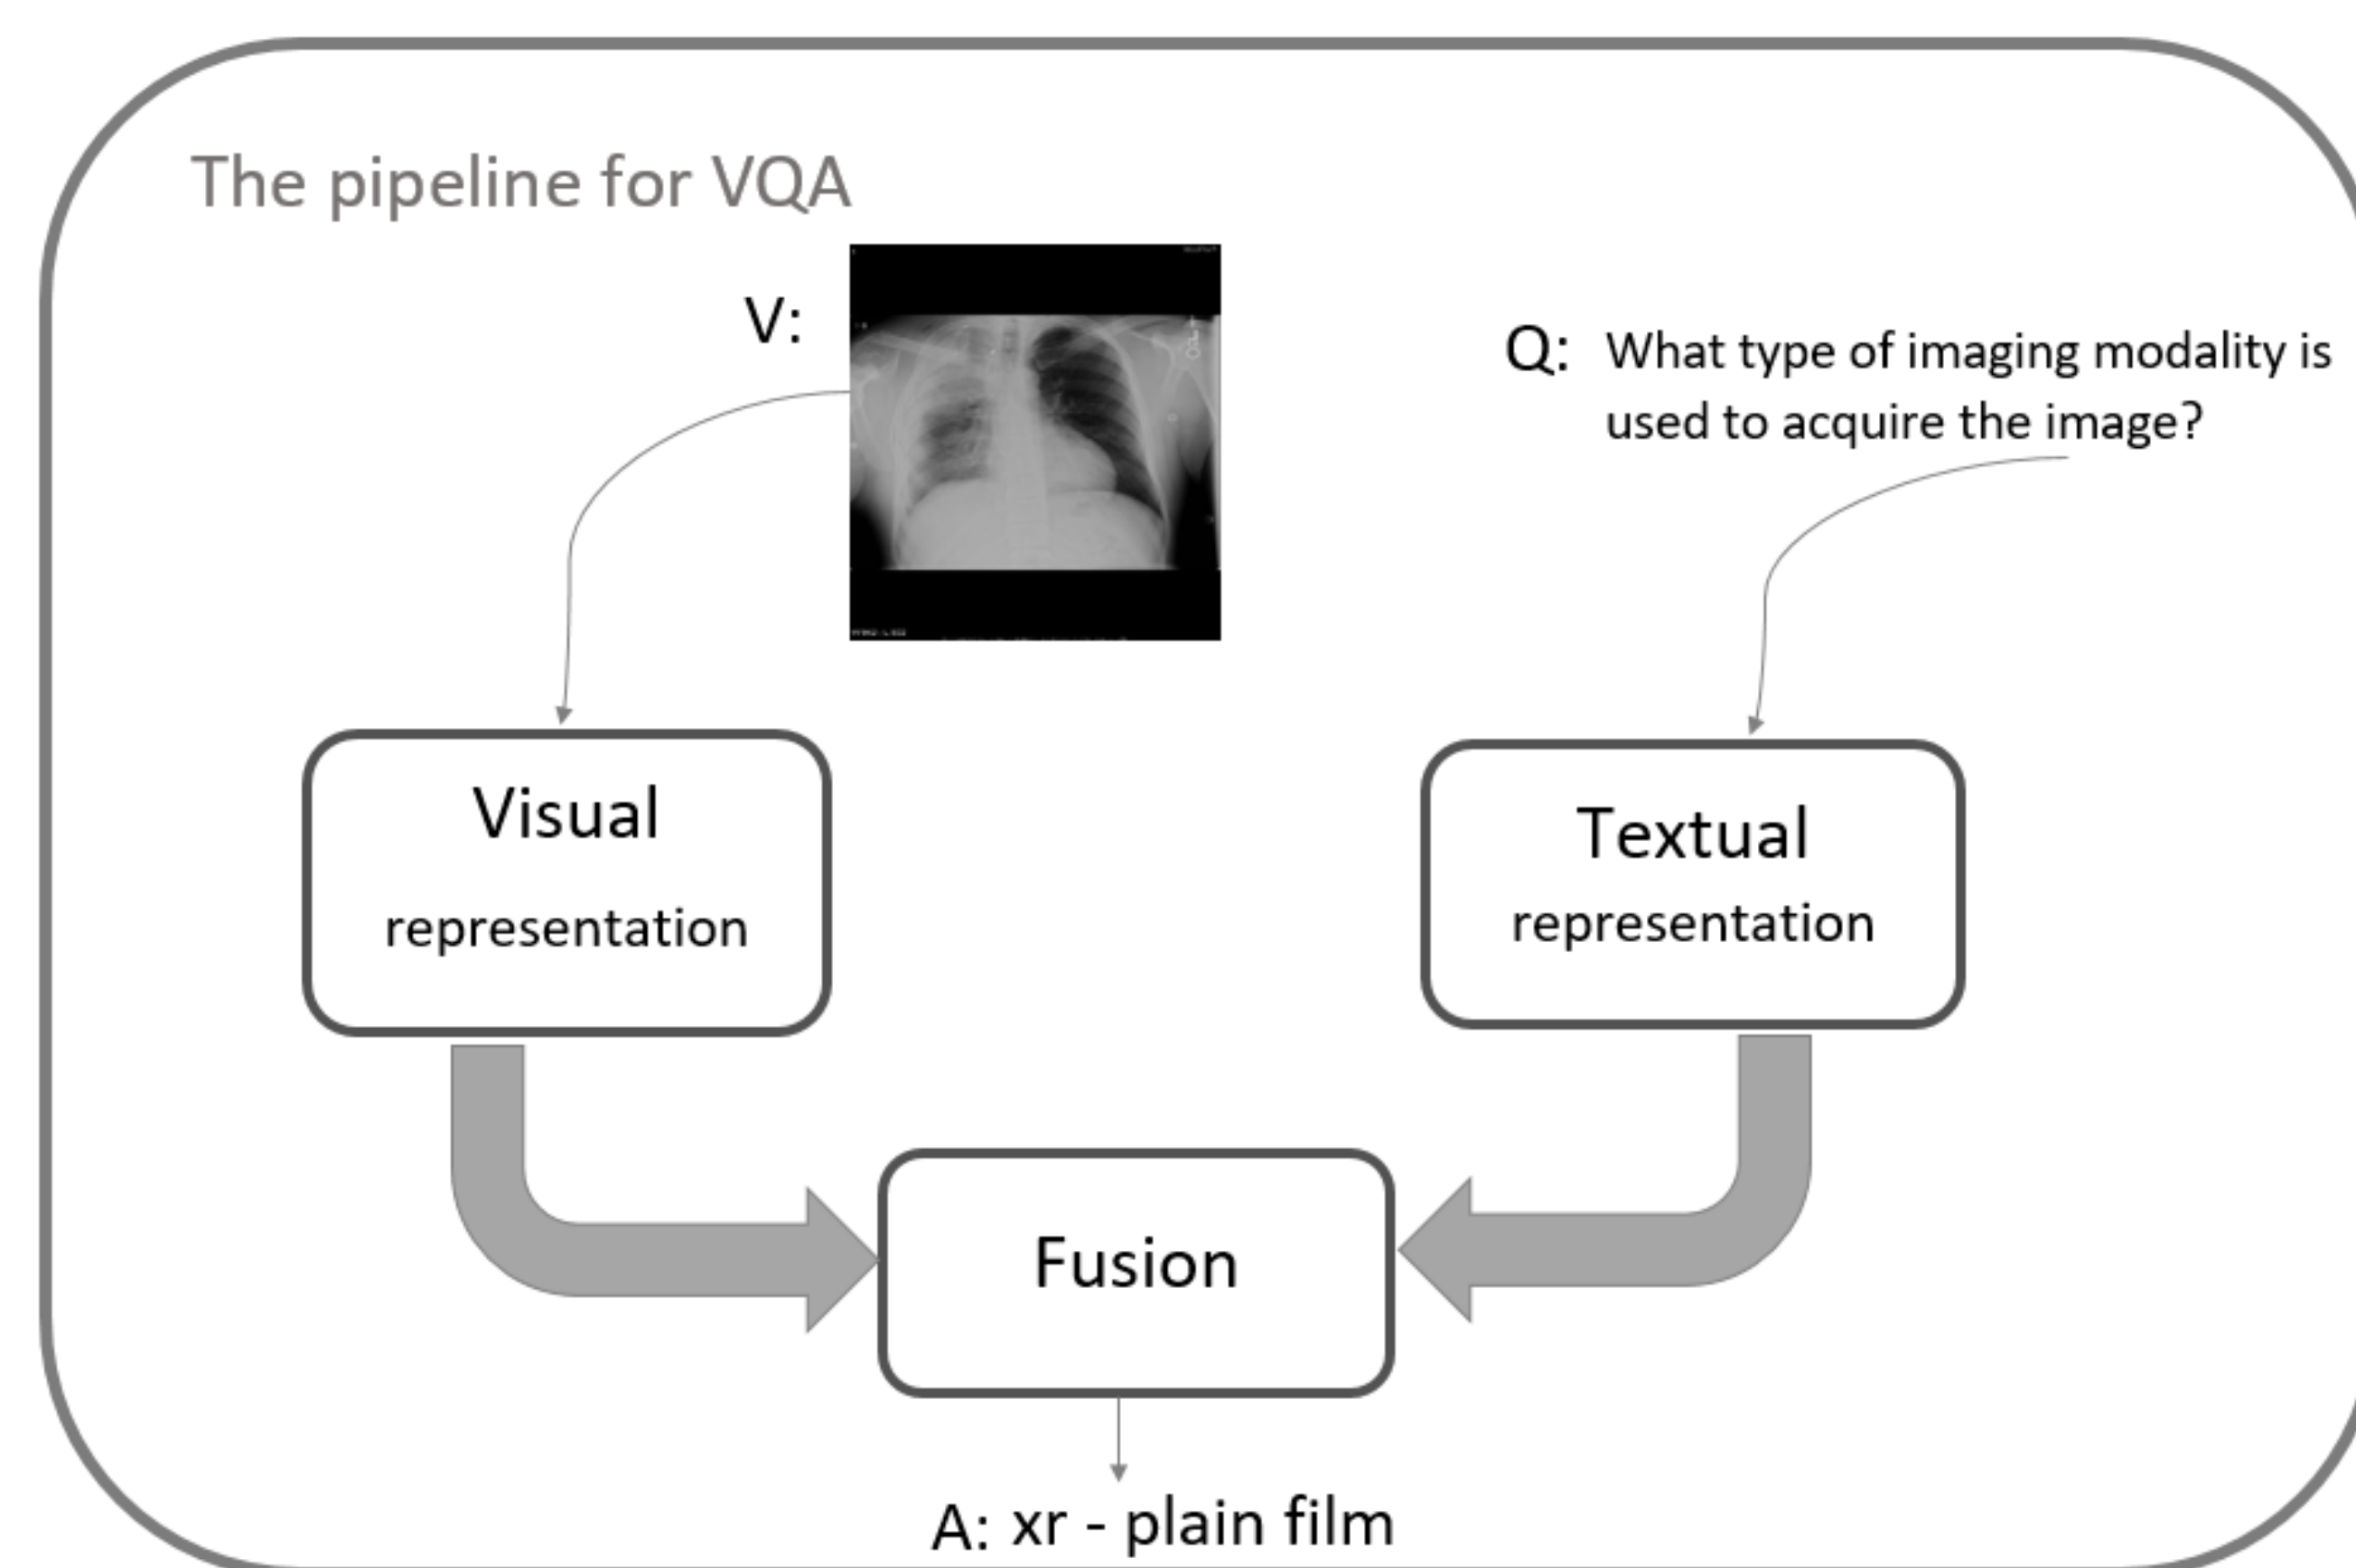 The pipeline for VQA
V:
Q: What type of imaging modality is
used to acquire the image?
Visual
representation
Textual
representation
Fusion
A: xr - plain film